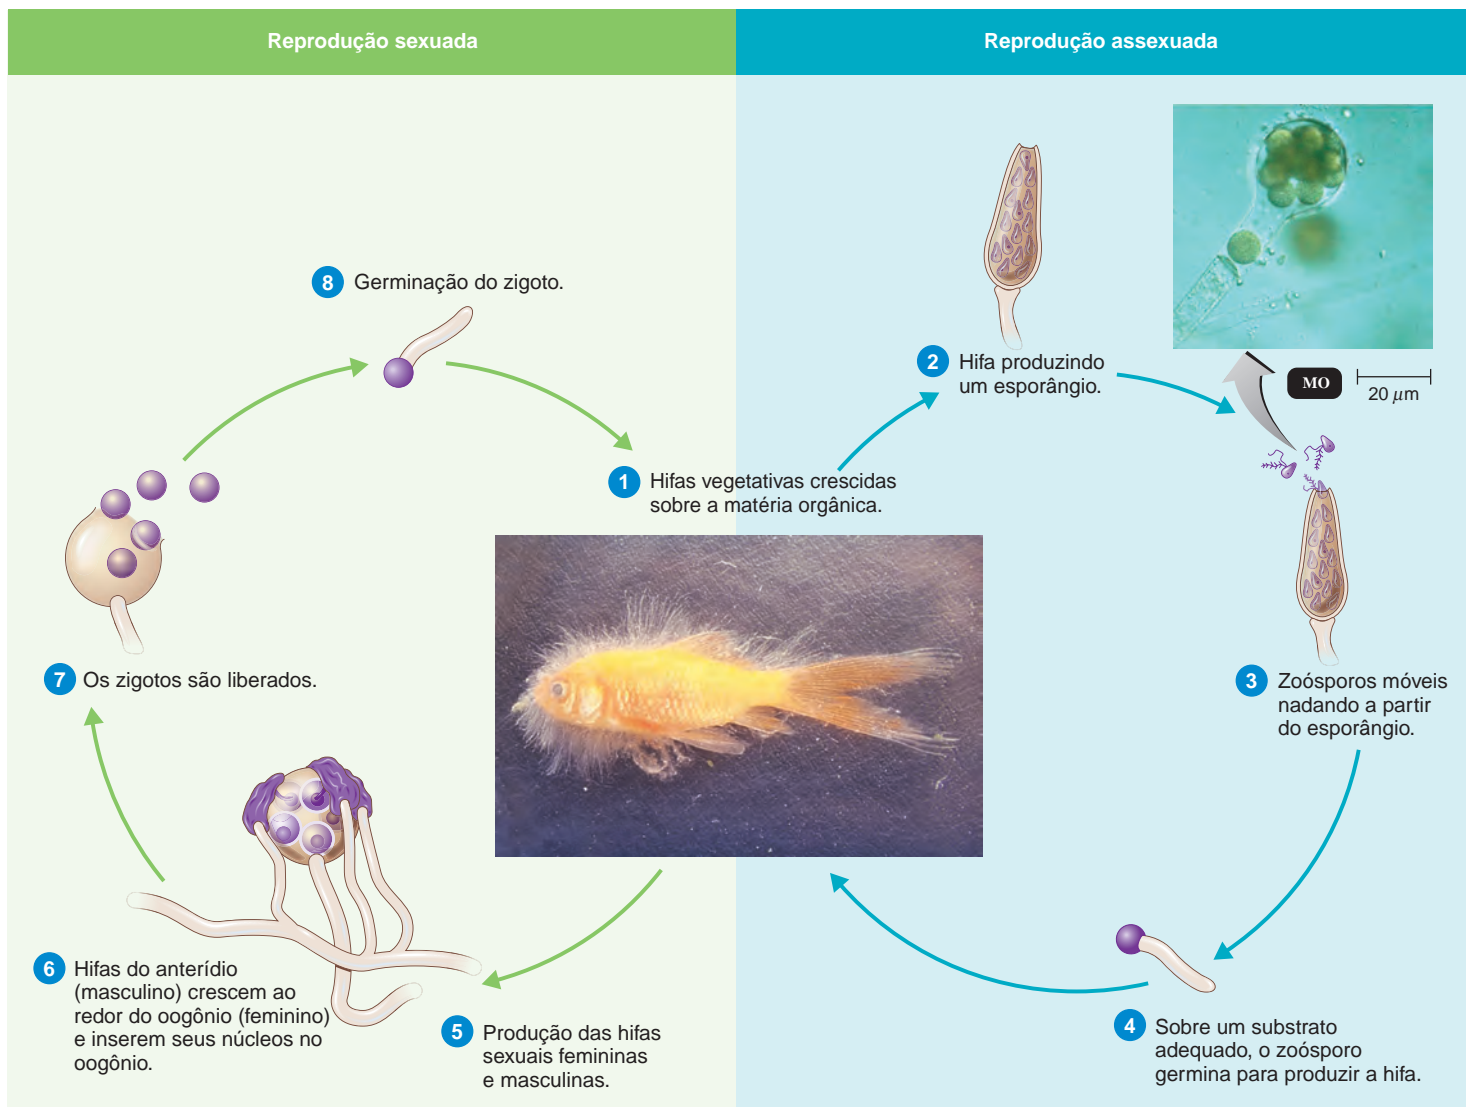 Reprodução sexuada
Reprodução assexuada
8 Germinação do zigoto.
2 Hifa produzindo
um esporângio.
MO
20 μm
1 Hifas vegetativas crescidas
sobre a matéria orgânica.
7 Os zigotos são liberados.
3 Zoósporos móveis
nadando a partir
do esporângio.
6 Hifas do anterídio
(masculino) crescem ao
redor do oogônio (feminino)
e inserem seus núcleos no
oogônio.
5 Produção das hifas
sexuais femininas
e masculinas.
4 Sobre um substrato
adequado, o zoósporo
germina para produzir a hifa.